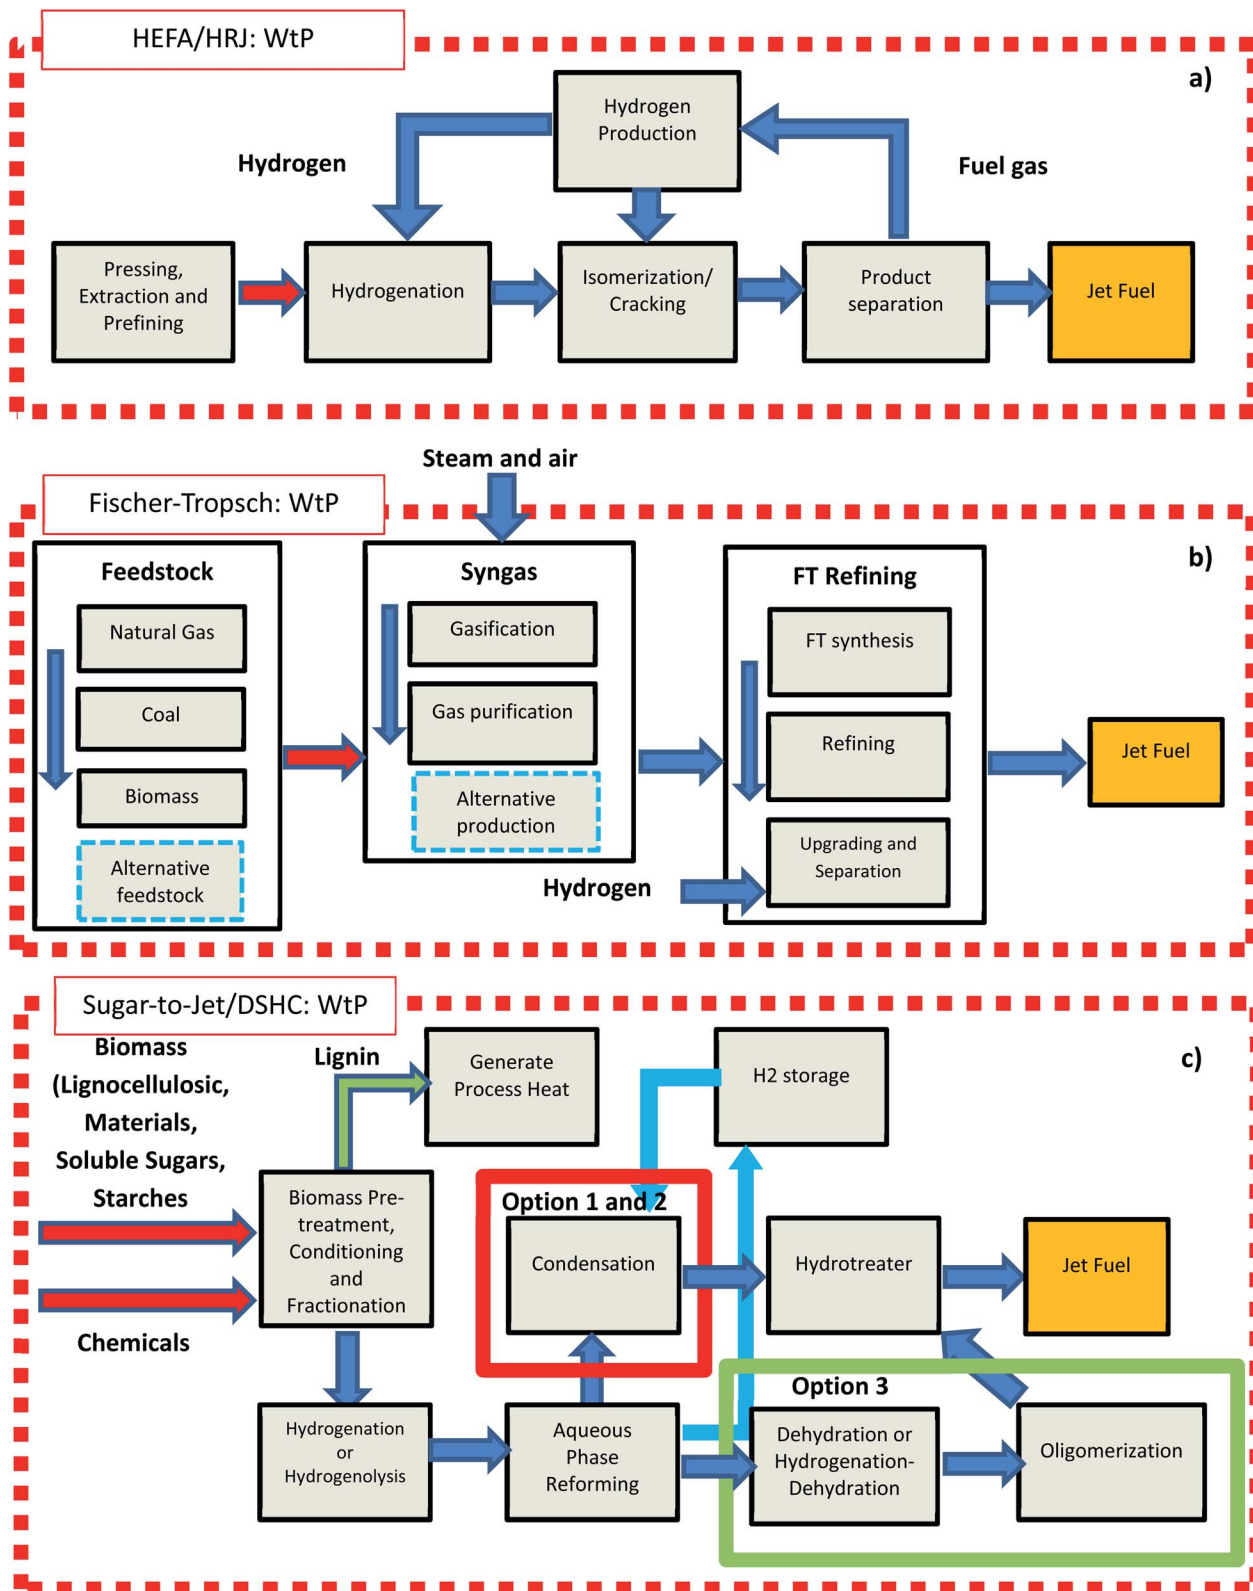 HEFA/HRJ: WtP
a)
Hydrogen
Production
Hydrogen
Fuel gas
Pressing,
Extraction and
Prefining
Hydrogenation
Isomerization/
Cracking
Product
separation
Jet Fuel
Steam and air
Fischer-Tropsch: WtP
b)
Feedstock
Natural Gas
Coal
Biomass
Alternative
feedstock
Syngas
Gasification
Gas purification
Alternative
production
Hydrogen
FT Refining
FT synthesis
Refining
Upgrading and
Separation
Jet Fuel
Sugar-to-Jet/DSHC: WtP
c)
Biomass
(Lignocellulosic,
Materials,
Soluble Sugars,
Starches
Chemicals
Lignin
Generate
Process Heat
H2 storage
Biomass Pre-
treatment,
Conditioning
and
Fractionation
Option 1 and 2
Condensation
Hydrotreater
Jet Fuel
Hydrogenation
or
Hydrogenolysis
Aqueous
Phase
Reforming
Option 3
Dehydration or
Hydrogenation-
Dehydration
Oligomerization